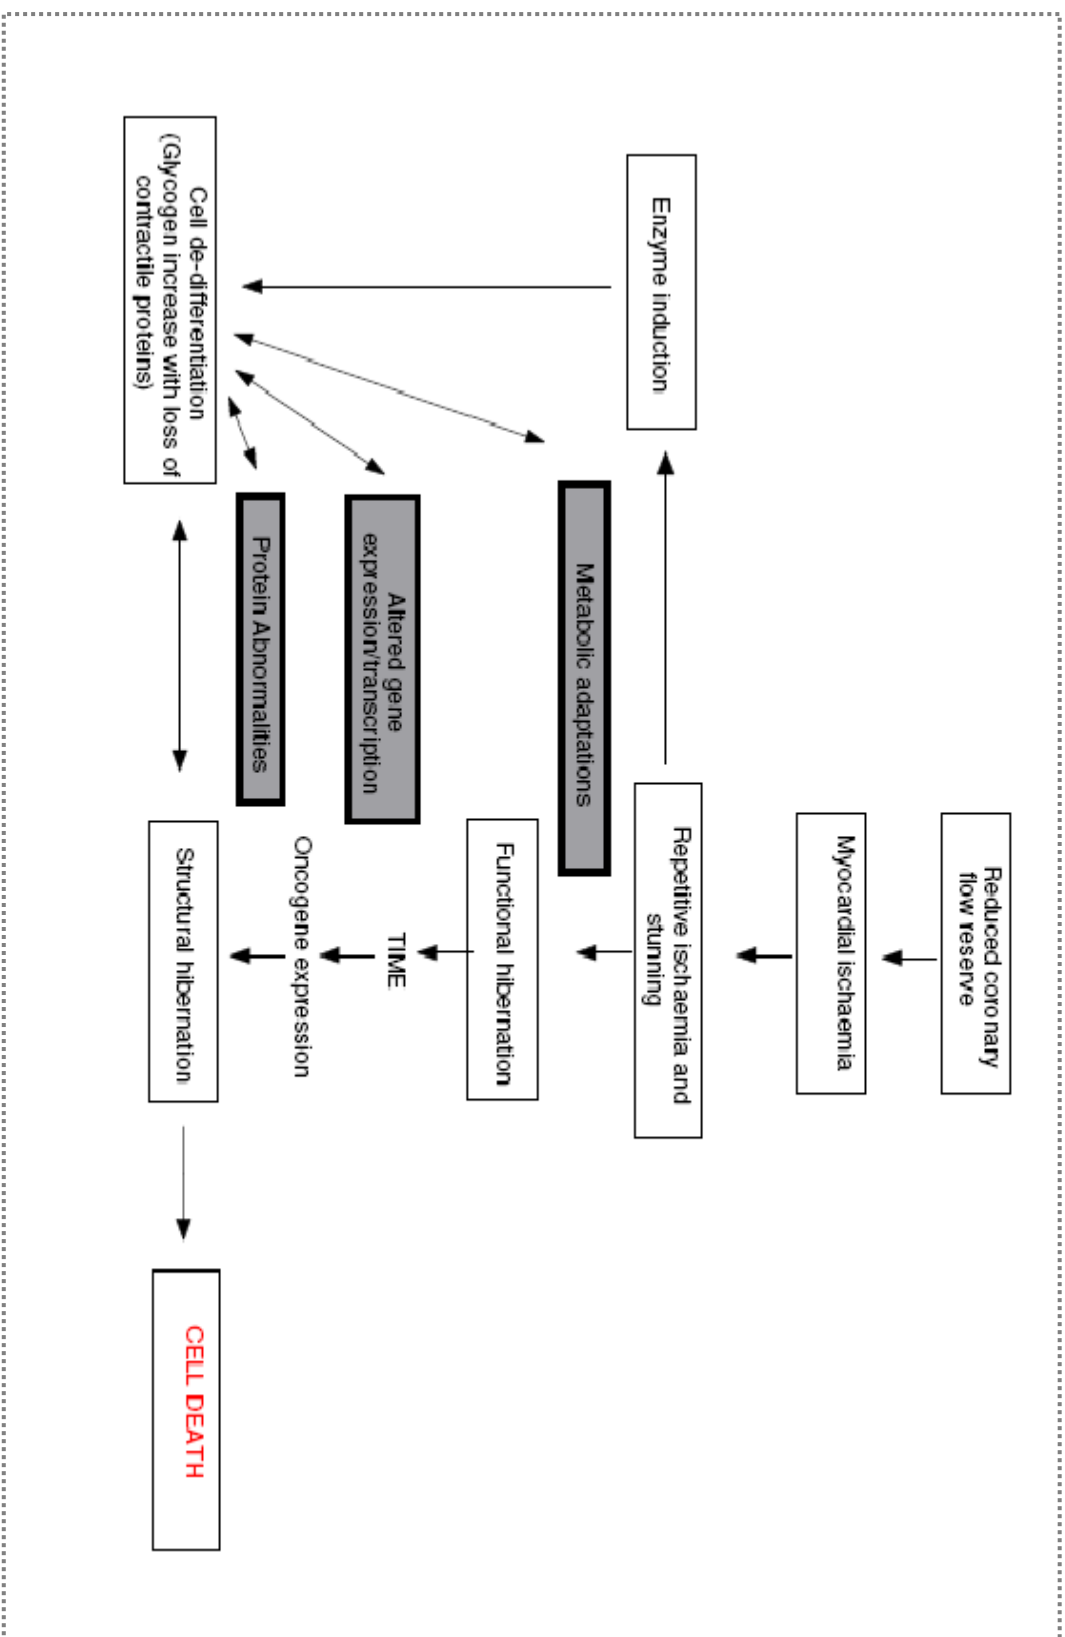 Reduced coronary
flow reserve
Myocardial ischaemia
Enzyme induction
Repetitive ischaemia and
stunning
Metabolic adaptations
Functional hibernation
Altered gene
expression/transcription
TIME
Protein Abnormalities
Oncogene expression
Cell de-differentiation
(Glycogen increase with loss of
contractile proteins)
Structural hibernation
CELL DEATH